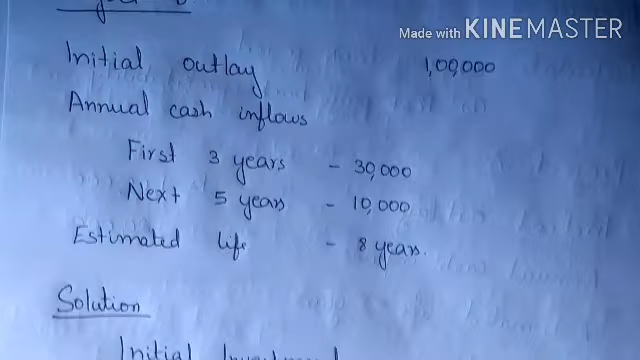 Made with KINEMASTER
Initial outlay 1,00,000
Annual cash inflows
First 3 years - 30,000
Next 5 years - 10,000
Estimated life - 8 years.
Solution
Initial